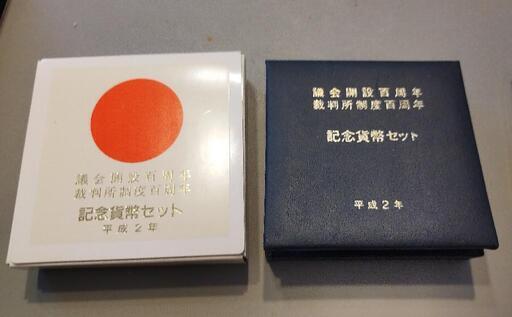 議会開設百周年
裁判所制度百周年
記念貨幣セット
平成2年
議会開設百周年
裁判所制度百周年
記念貨幣セット
平成2年